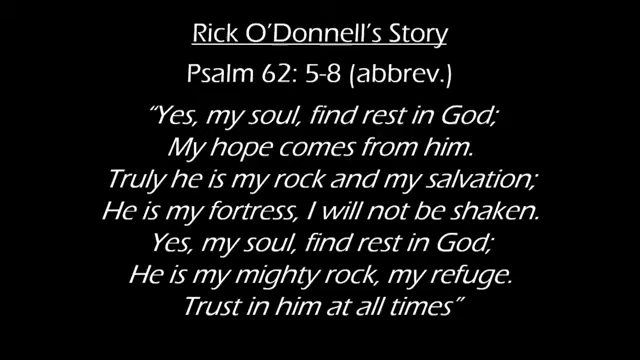 Rick O’Donnell’s Story
Psalm 62: 5-8 (abbrev.)
“Yes, my soul, find rest in God;
My hope comes from him.
Truly he is my rock and my salvation;
He is my fortress, I will not be shaken.
Yes, my soul, find rest in God;
He is my mighty rock, my refuge.
Trust in him at all times”